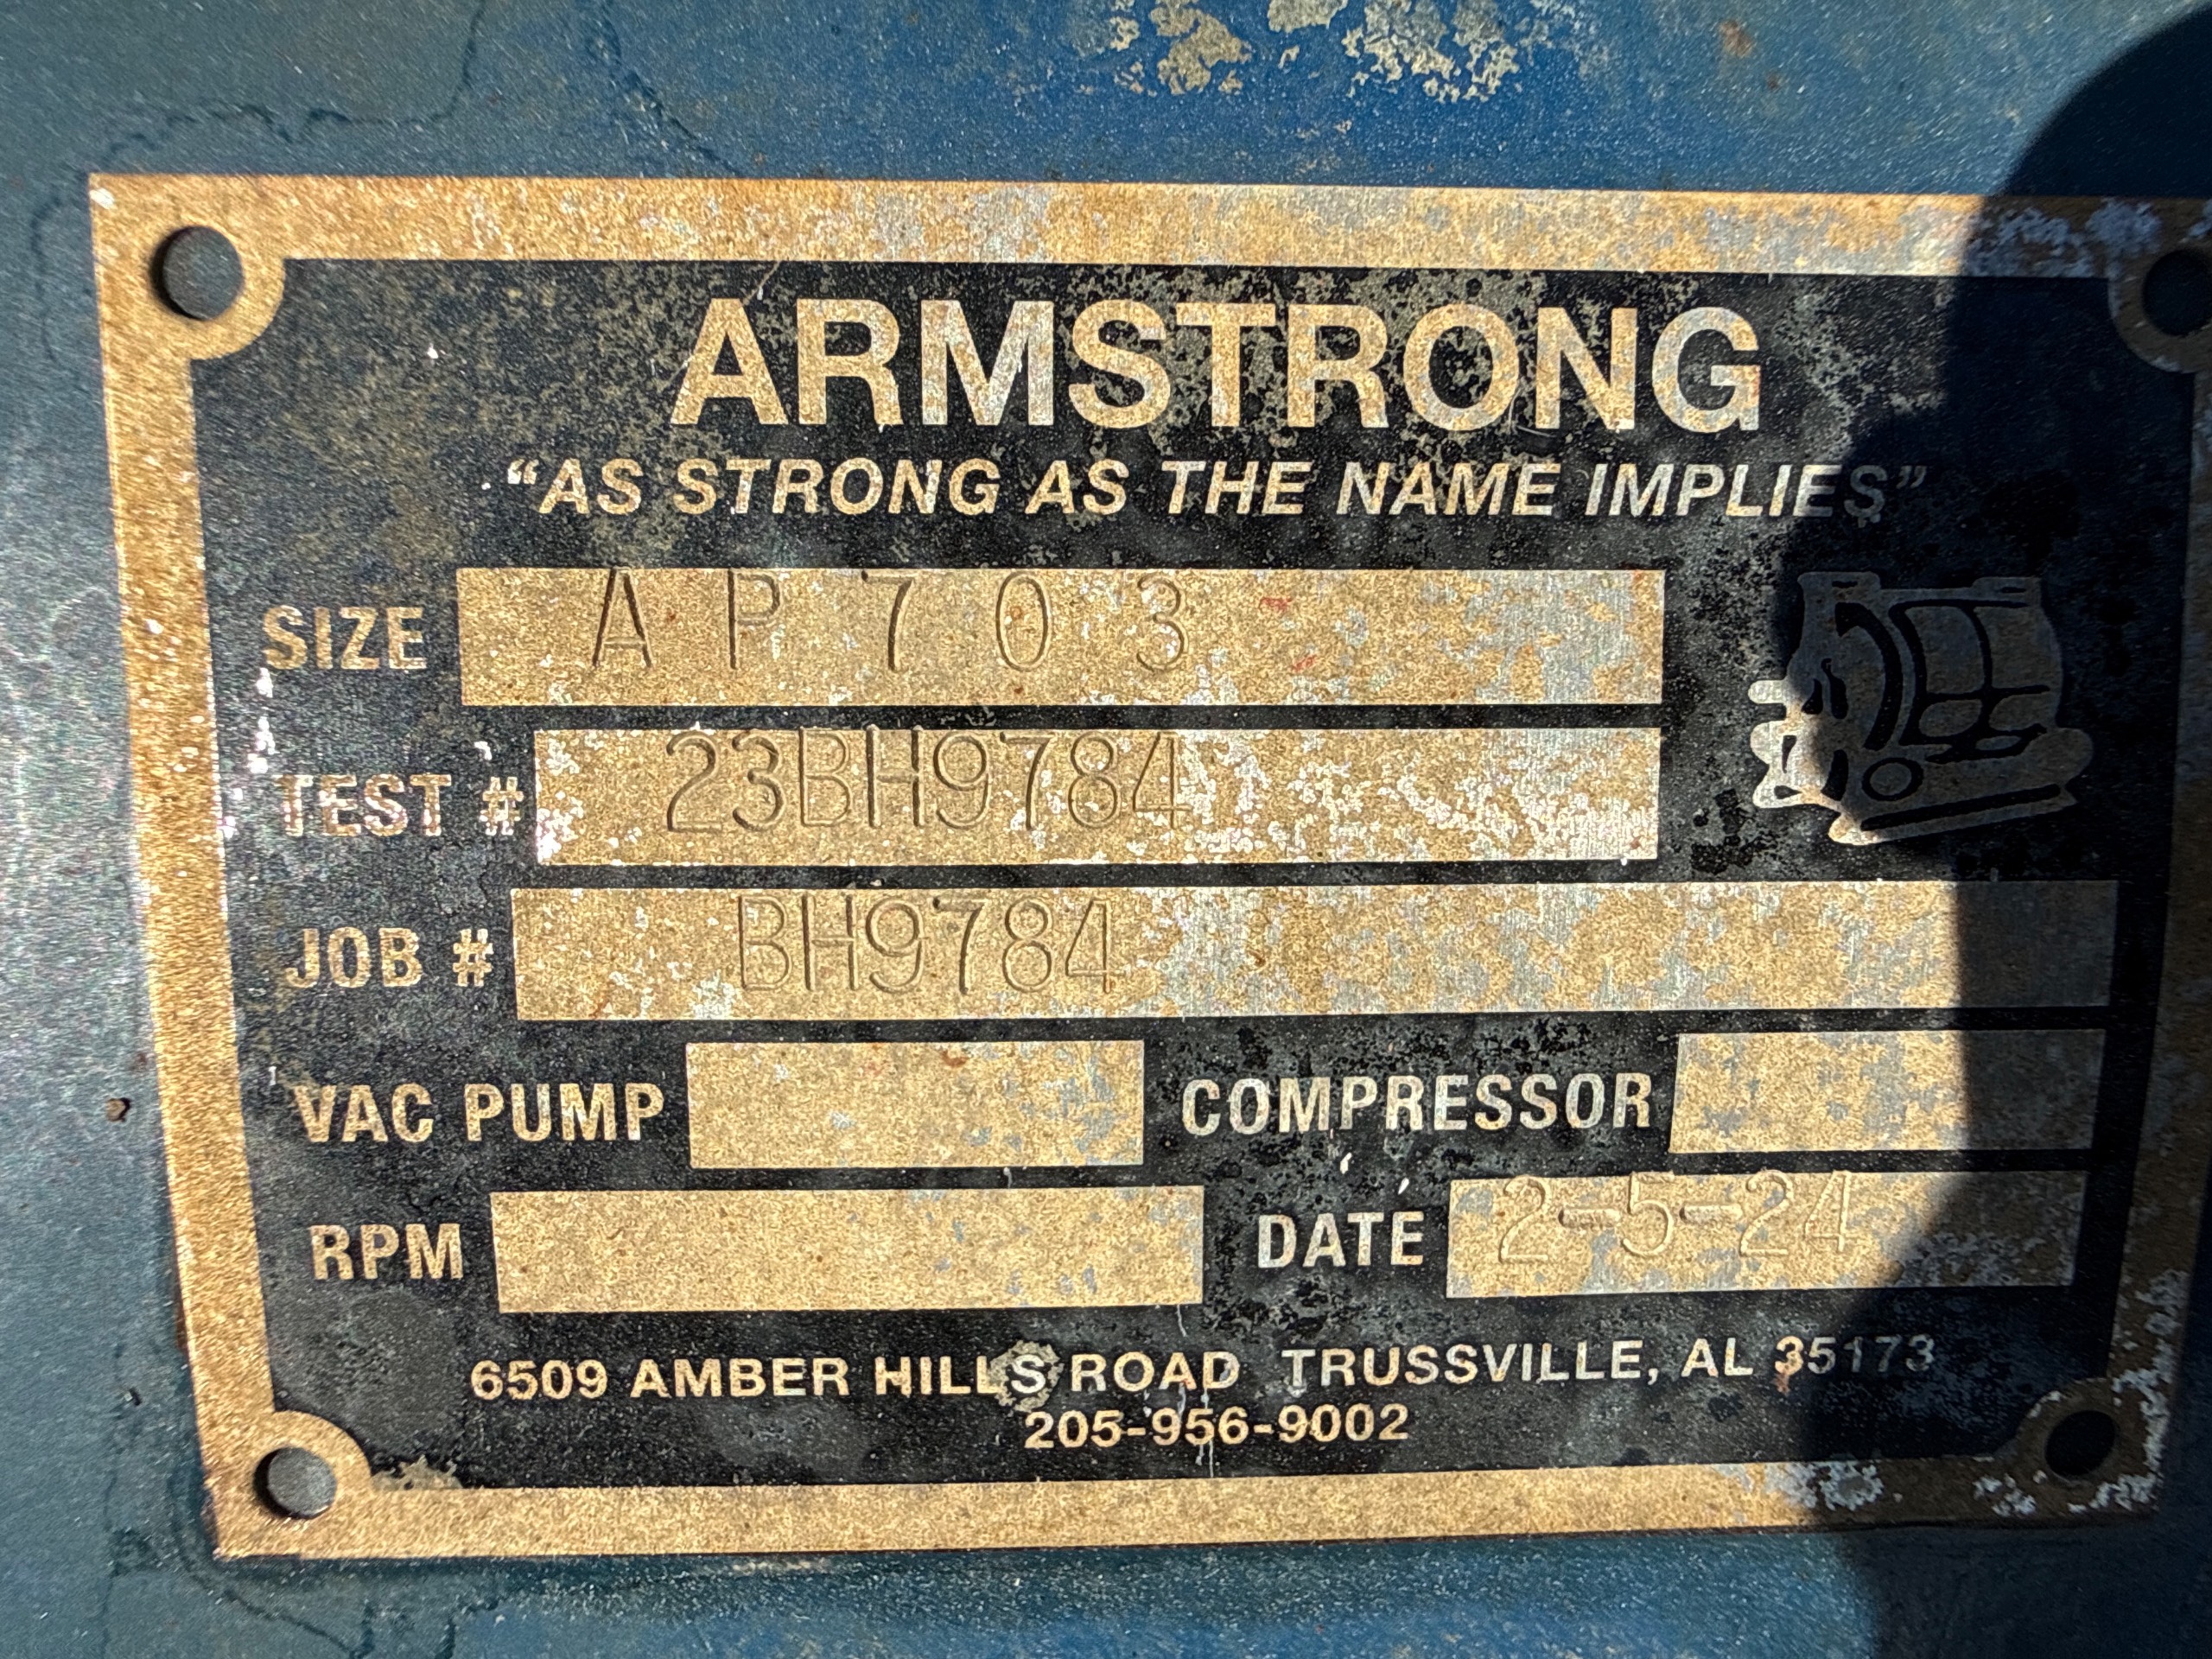 ARMSTRONG
"AS STRONG AS THE NAME IMPLIES"
SIZE AP703
TEST # 23BH9784
JOB # BH9784
VAC PUMP COMPRESSOR
RPM DATE 2-5-24
6509 AMBER HILLS ROAD TRUSSVILLE, AL 35173
205-956-9002